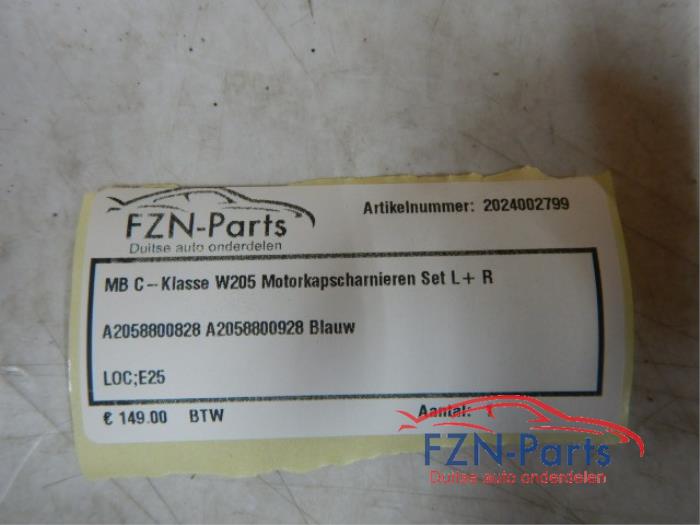 FZN-Parts
Duitse auto onderdelen
Artikelnummer: 2024002799
MB C-Klasse W205 Motorkapscharnieren Set L+ R
A2058800828 A2058800928 Blauw
LOC;E25
€ 149.00 BTW
Aantal:
FZN-Parts
Duitse auto onderdelen